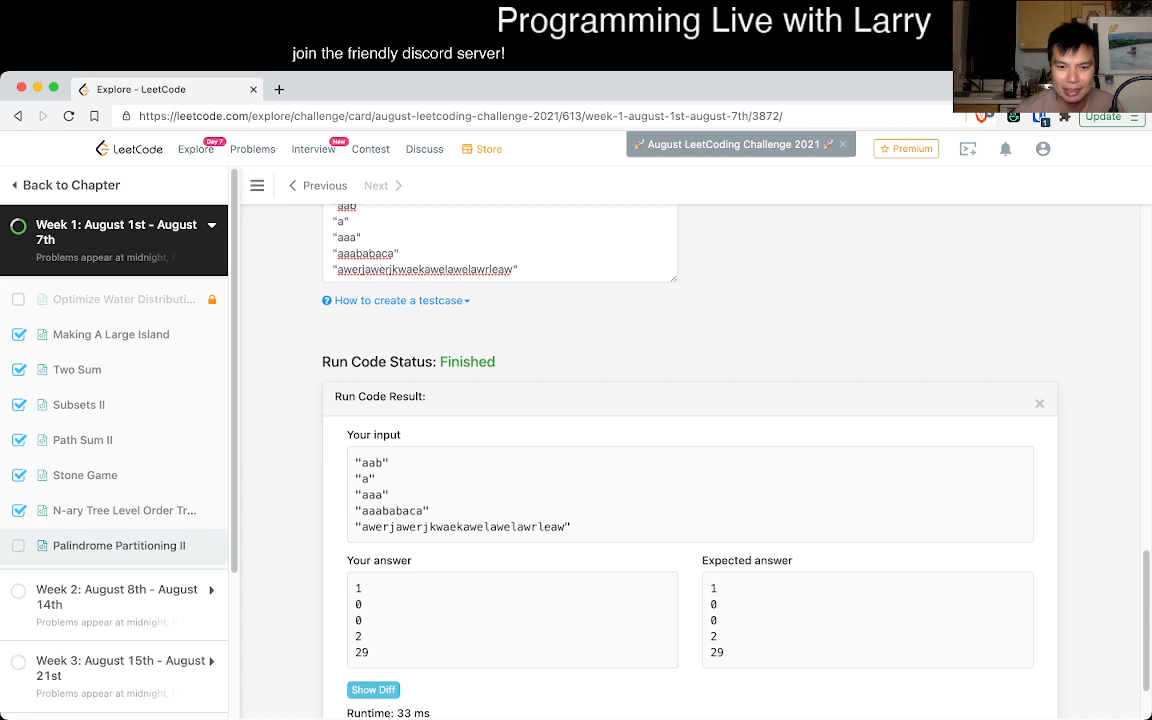 Programming Live with Larry
join the friendly discord server!
Explore - LeetCode
https://leetcode.com/explore/challenge/card/august-leetcoding-challenge-2021/613/week-1-august-1st-august-7th/3872/
Update
LeetCode
Explore
Day 7
Problems
Interview
New
Contest
Discuss
Store
August LeetCoding Challenge 2021
Premium
Back to Chapter
Previous
Next
Week 1: August 1st - August
7th
Problems appear at midnight,
Optimize Water Distributi...
Making A Large Island
Two Sum
Subsets II
Path Sum II
Stone Game
N-ary Tree Level Order Tr...
Palindrome Partitioning II
Week 2: August 8th - August
14th
Problems appear at midnight,
Week 3: August 15th - August
21st
Problems appear at midnight,
"aab"
"a"
"aaa"
"aaababaca"
"awerjawerjkwaekawelawelawrleaw"
How to create a testcase
Run Code Status: Finished
Run Code Result:
Your input
"aab"
"a"
"aaa"
"aaababaca"
"awerjawerjkwaekawelawelawrleaw"
Your answer
1
0
0
2
29
Expected answer
1
0
0
2
29
Show Diff
Runtime: 33 ms